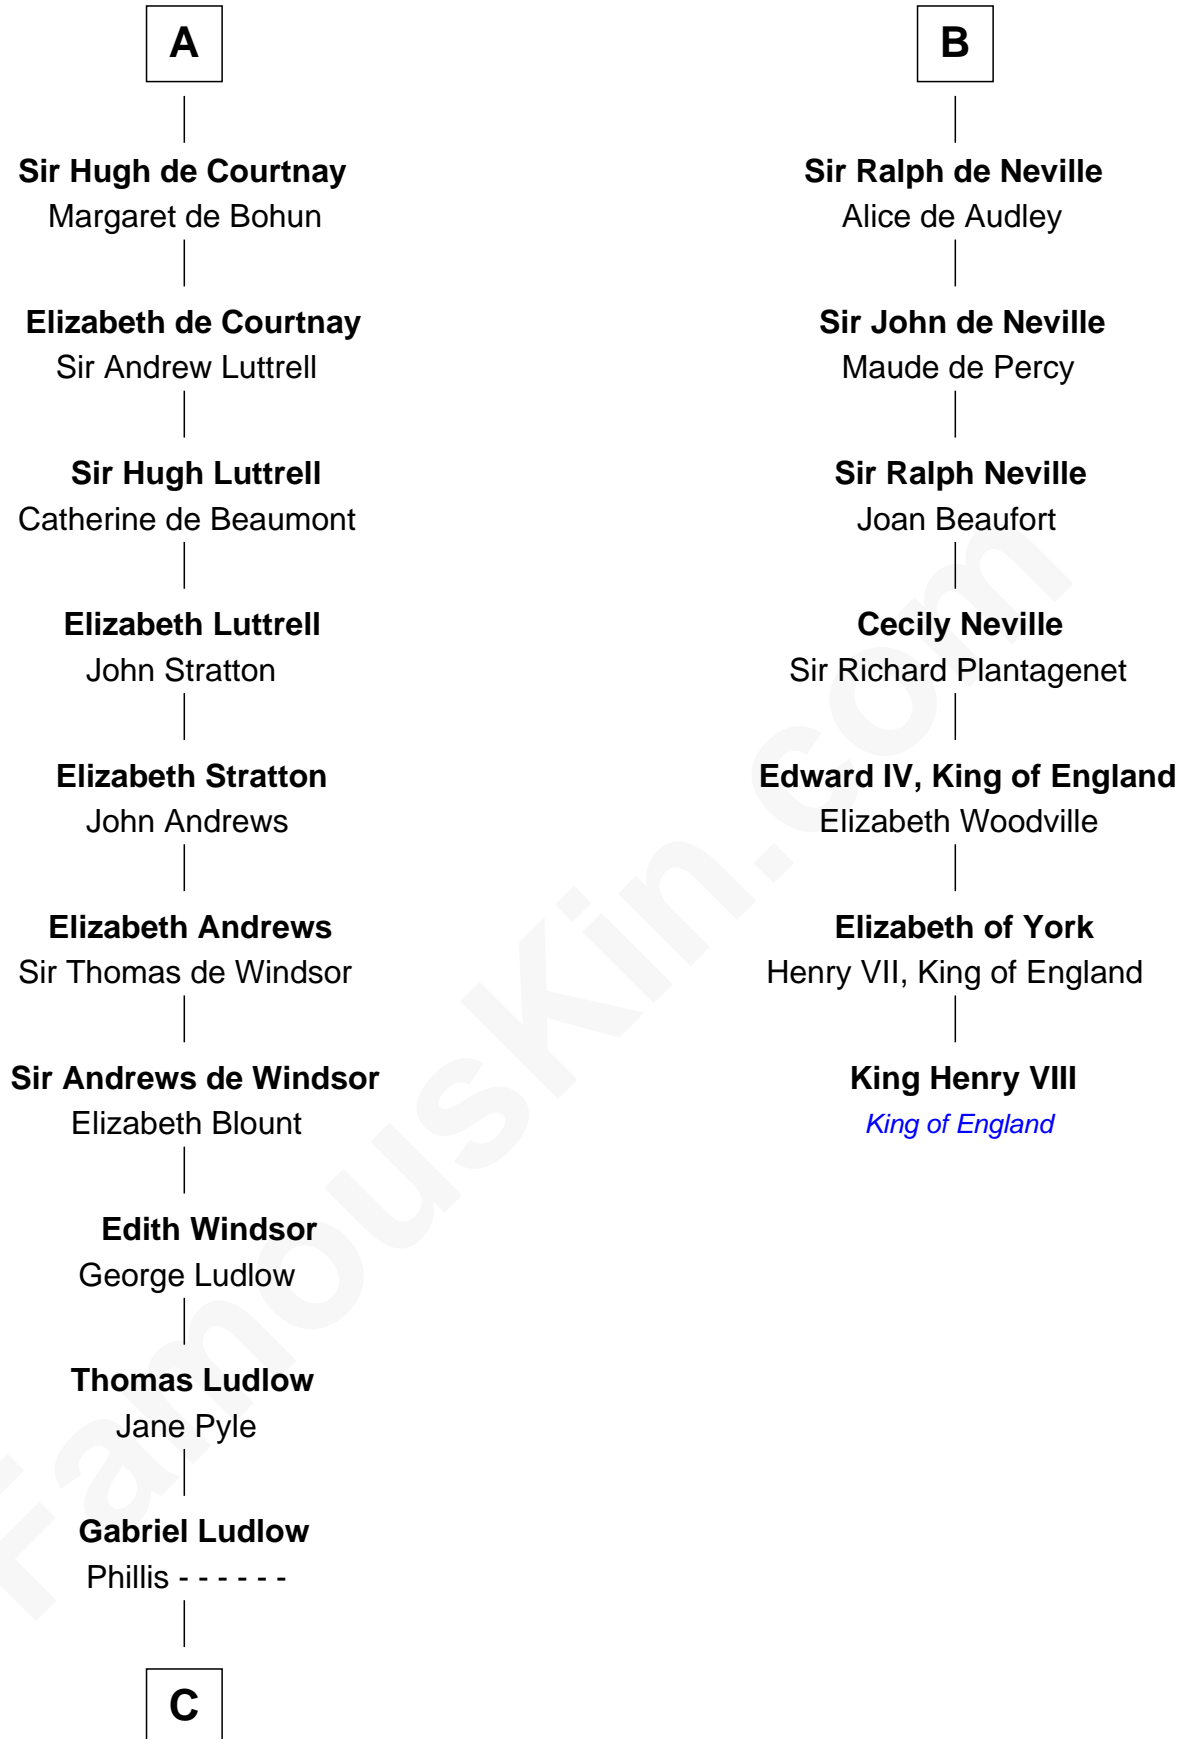 A
Sir Hugh de Courtnay
Margaret de Bohun
Elizabeth de Courtnay
Sir Andrew Luttrell
Sir Hugh Luttrell
Catherine de Beaumont
Elizabeth Luttrell
John Stratton
Elizabeth Stratton
John Andrews
Elizabeth Andrews
Sir Thomas de Windsor
Sir Andrews de Windsor
Elizabeth Blount
Edith Windsor
George Ludlow
Thomas Ludlow
Jane Pyle
Gabriel Ludlow
Phillis - - - - - -
C
B
Sir Ralph de Neville
Alice de Audley
Sir John de Neville
Maude de Percy
Sir Ralph Neville
Joan Beaufort
Cecily Neville
Sir Richard Plantagenet
Edward IV, King of England
Elizabeth Woodville
Elizabeth of York
Henry VII, King of England
King Henry VIII
King of England
FamousKin.com